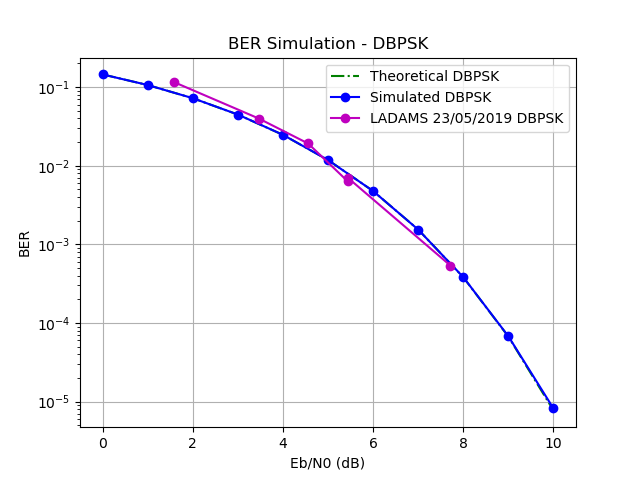 BER Simulation - DBPSK
Theoretical DBPSK
Simulated DBPSK
LADAMS 23/05/2019 DBPSK
BER
10⁻¹
10⁻²
10⁻³
10⁻⁴
10⁻⁵
0 2 4 6 8 10
Eb/N0 (dB)